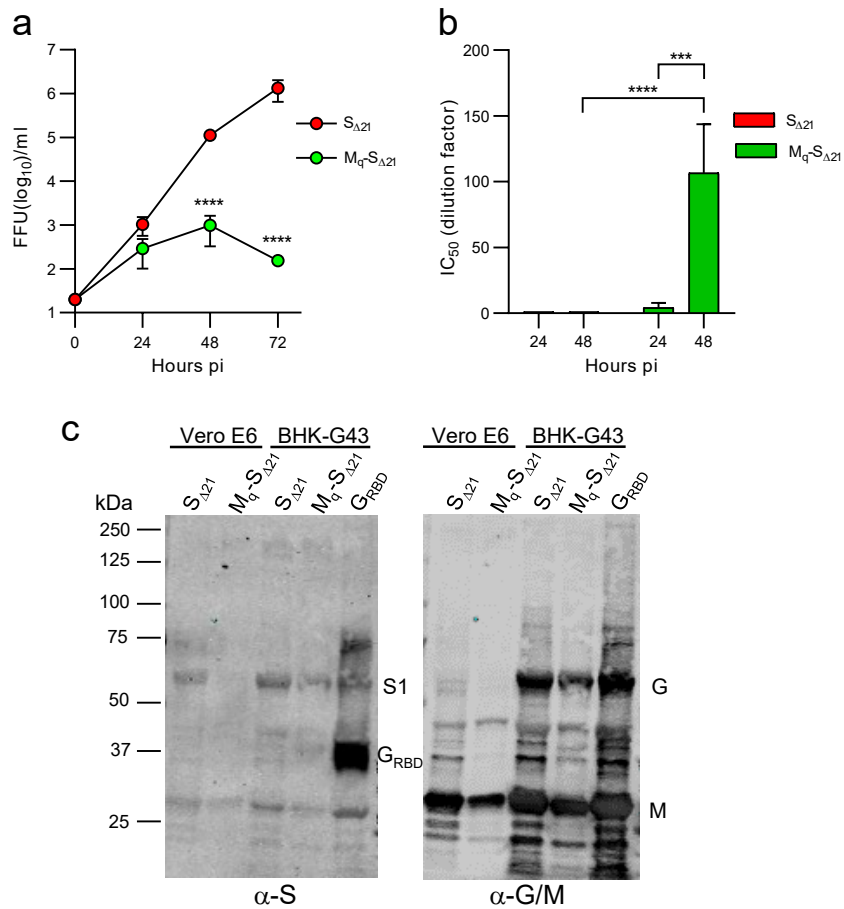 a
7
6
5
4
3
2
1
FFU(log10)/ml
****
****
0 24 48 72
Hours pi
SΔ21
Mq-SΔ21
b
200
150
100
50
0
IC50 (dilution factor)
***
****
24 48 24 48
Hours pi
SΔ21
Mq-SΔ21
c
Vero E6 BHK-G43
SΔ21 Mq-SΔ21 SΔ21 Mq-SΔ21 GRBD
kDa
250
125
100
75
50
37
25
S1
GRBD
α-S
Vero E6 BHK-G43
SΔ21 Mq-SΔ21 SΔ21 Mq-SΔ21 GRBD
G
M
α-G/M